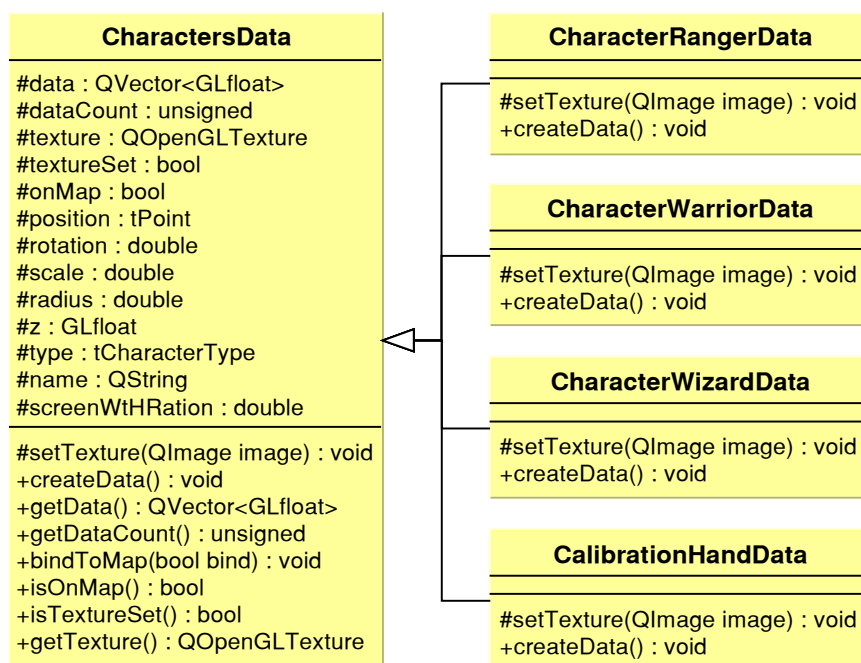 CharactersData
#data : QVector<GLfloat>
#dataCount : unsigned
#texture : QOpenGLTexture
#textureSet : bool
#onMap : bool
#position : tPoint
#rotation : double
#scale : double
#radius : double
#z : GLfloat
#type : tCharacterType
#name : QString
#screenWtHRation : double
#setTexture(QImage image) : void
+createData() : void
+getData() : QVector<GLfloat>
+getDataCount() : unsigned
+bindToMap(bool bind) : void
+isOnMap() : bool
+isTextureSet() : bool
+getTexture() : QOpenGLTexture
CharacterRangerData
#setTexture(QImage image) : void
+createData() : void
CharacterWarriorData
#setTexture(QImage image) : void
+createData() : void
CharacterWizardData
#setTexture(QImage image) : void
+createData() : void
CalibrationHandData
#setTexture(QImage image) : void
+createData() : void